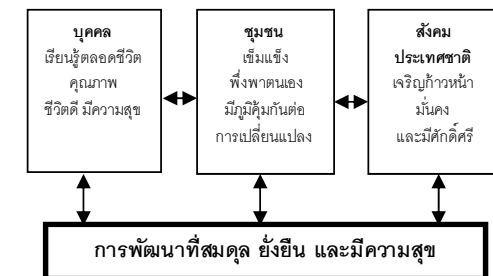 บุคคล
เรียนรู้ตลอดชีวิต
คุณภาพ
ชีวิตดี มีความสุข
ชุมชน
เข้มแข็ง
พึ่งพาตนเอง
มีภูมิคุ้มกันต่อ
การเปลี่ยนแปลง
สังคม
ประเทศชาติ
เจริญก้าวหน้า
มั่นคง
และมีศักดิ์ศรี
การพัฒนาที่สมดุล ยั่งยืน และมีความสุข